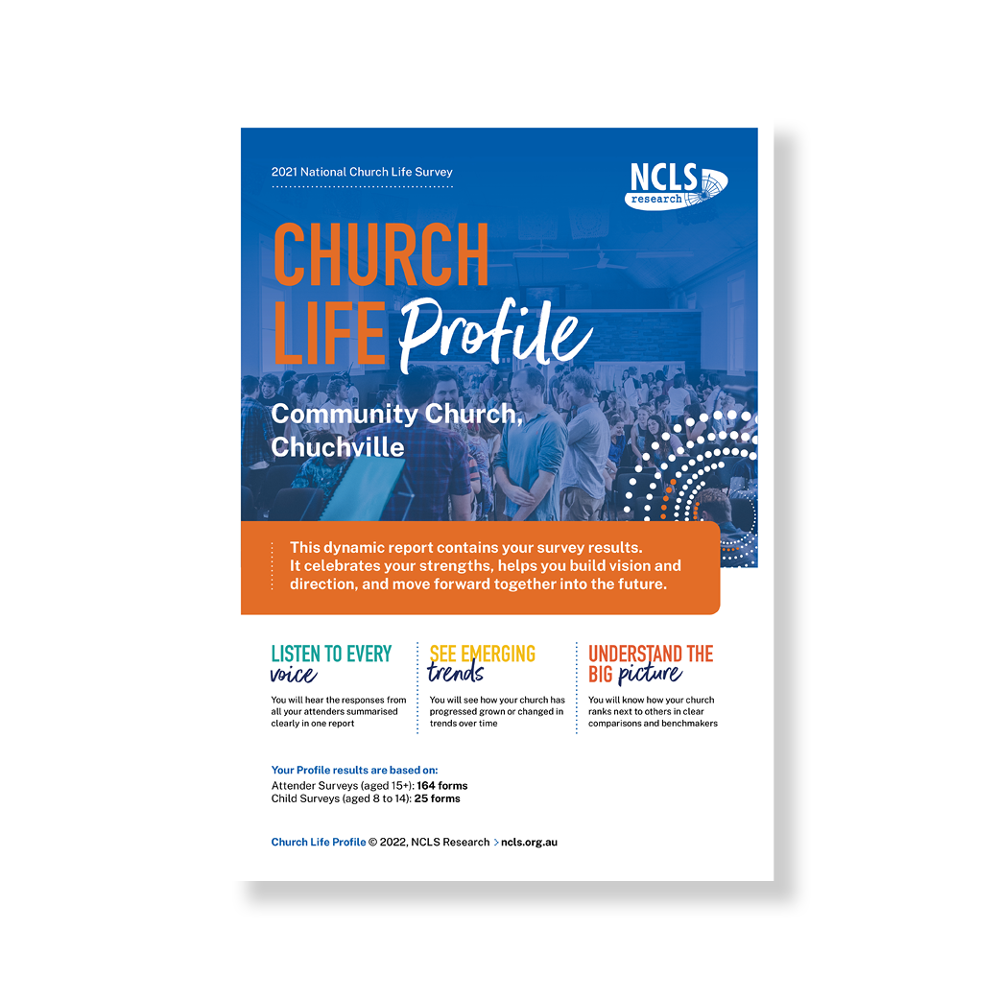 2021 National Church Life Survey
NCLS
research
CHURCH
LIFE Profile
Community Church,
Chuchville
This dynamic report contains your survey results.
It celebrates your strengths, helps you build vision and
direction, and move forward together into the future.
LISTEN TO EVERY
voice
You will hear the responses from
all your attenders summarised
clearly in one report
SEE EMERGING
trends
You will see how your church has
progressed grown or changed in
trends over time
UNDERSTAND THE
BIG picture
You will know how your church
ranks next to others in clear
comparisons and benchmakers
Your Profile results are based on:
Attender Surveys (aged 15+): 164 forms
Child Surveys (aged 8 to 14): 25 forms
Church Life Profile © 2022, NCLS Research > ncls.org.au